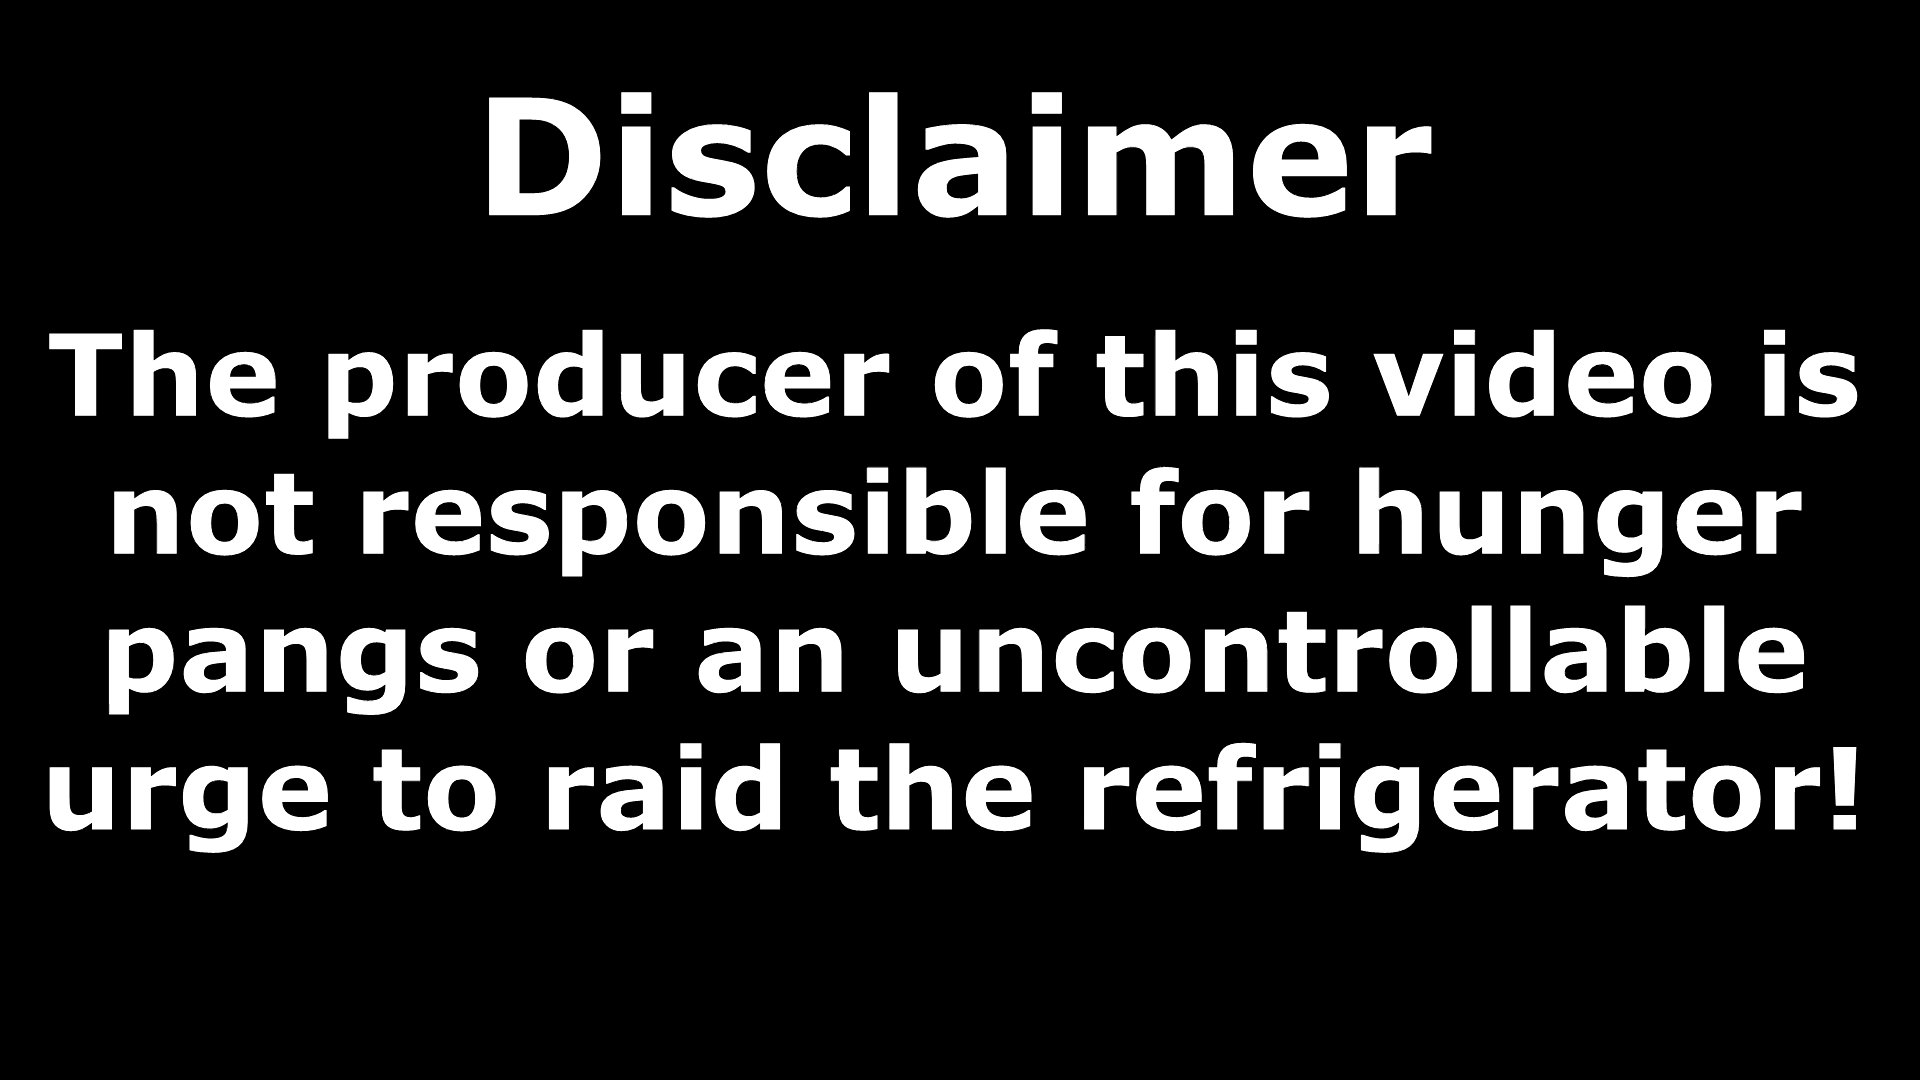 Disclaimer
The producer of this video is
not responsible for hunger
pangs or an uncontrollable
urge to raid the refrigerator!